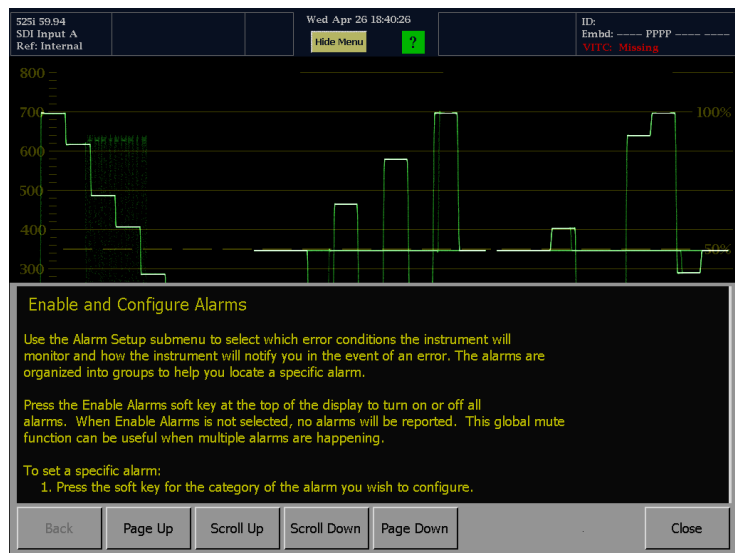 525i 59.94
SDI Input A
Ref: Internal
Wed Apr 26 18:40:26
Hide Menu
?
ID:
Embd: ---- PPPP ---- ----
VITC: Missing
800
700
100%
600
500
400
50%
300
Enable and Configure Alarms
Use the Alarm Setup submenu to select which error conditions the instrument will
monitor and how the instrument will notify you in the event of an error. The alarms are
organized into groups to help you locate a specific alarm.
Press the Enable Alarms soft key at the top of the display to turn on or off all
alarms. When Enable Alarms is not selected, no alarms will be reported. This global mute
function can be useful when multiple alarms are happening.
To set a specific alarm:
1. Press the soft key for the category of the alarm you wish to configure.
Back
Page Up
Scroll Up
Scroll Down
Page Down
Close